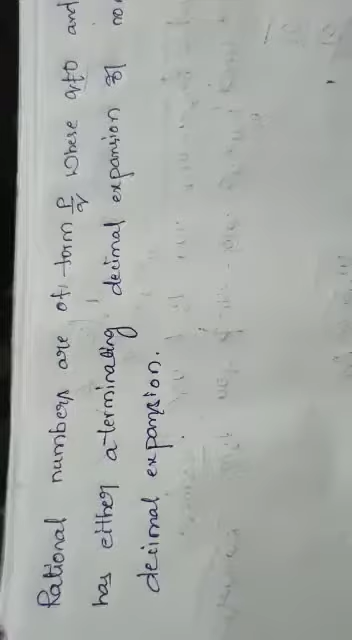 Rational numbers are of form p/q where q≠0 and
has either a terminating decimal expansion or
decimal expansion.